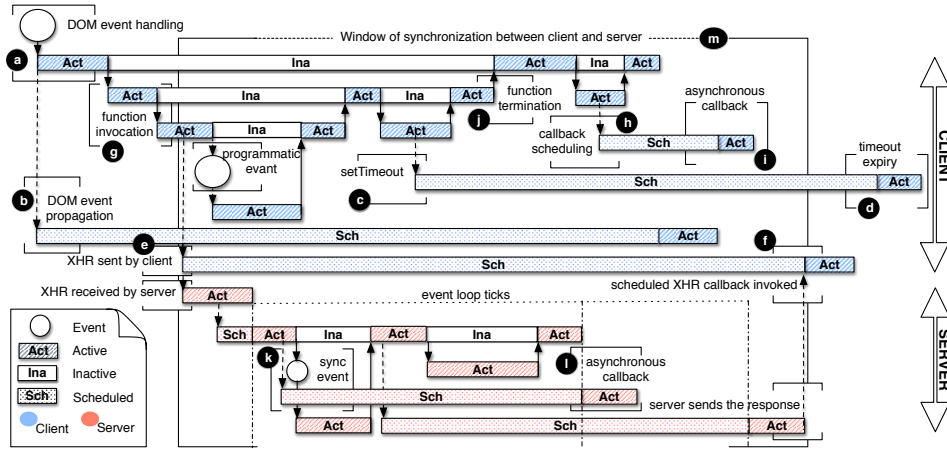 DOM event handling
Window of synchronization between client and server
m
a
Act
Ina
Act
Ina
Act
Act
Ina
Act
Ina
Act
function
termination
j
Act
asynchronous
callback
function
invocation
g
Act
Ina
Act
Act
h
callback
scheduling
Sch
Act
i
CLIENT
programmatic
evant
setTimeout
c
timeout
expiry
Sch
Act
d
b
DOM event
propagation
Act
Sch
Act
e
f
XHR sent by client
Sch
Act
XHR received by server
Act
event loop ticks
scheduled XHR callback invoked
Sch
Act
Ina
Act
Ina
Act
SERVER
Event
Act
Active
Ina
Inactive
Sch
Scheduled
Client
Server
k
sync
event
Act
l
asynchronous
callback
Sch
Act
server sends the response
Act
Sch
Act